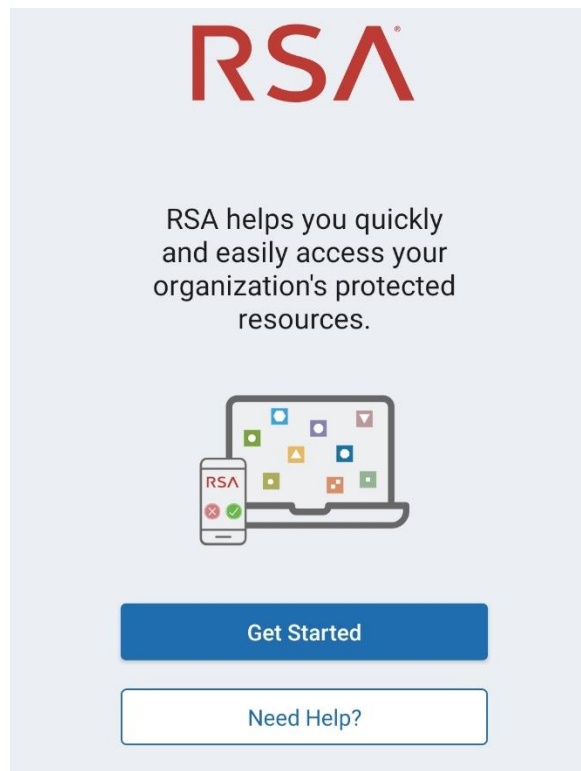 RSA®
RSA helps you quickly
and easily access your
organization's protected
resources.
RSA
Get Started
Need Help?